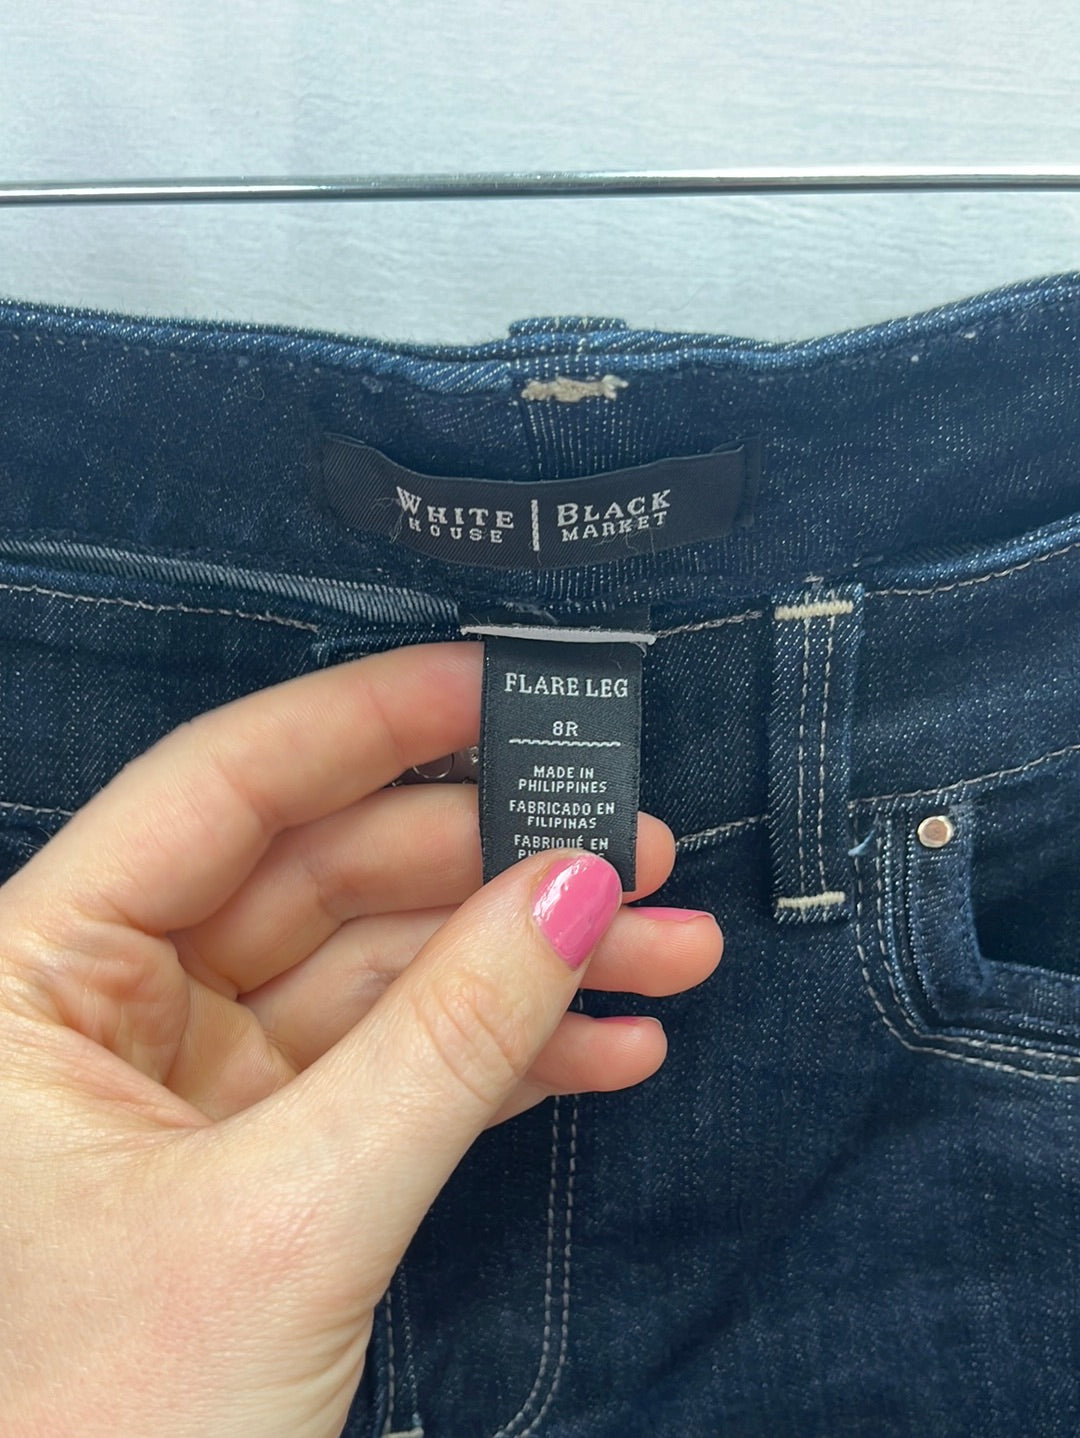 WHITE HOUSE | BLACK MARKET
FLARE LEG
8R
MADE IN
PHILIPPINES
FABRICADO EN
FILIPINAS
FABRIQUÉ EN